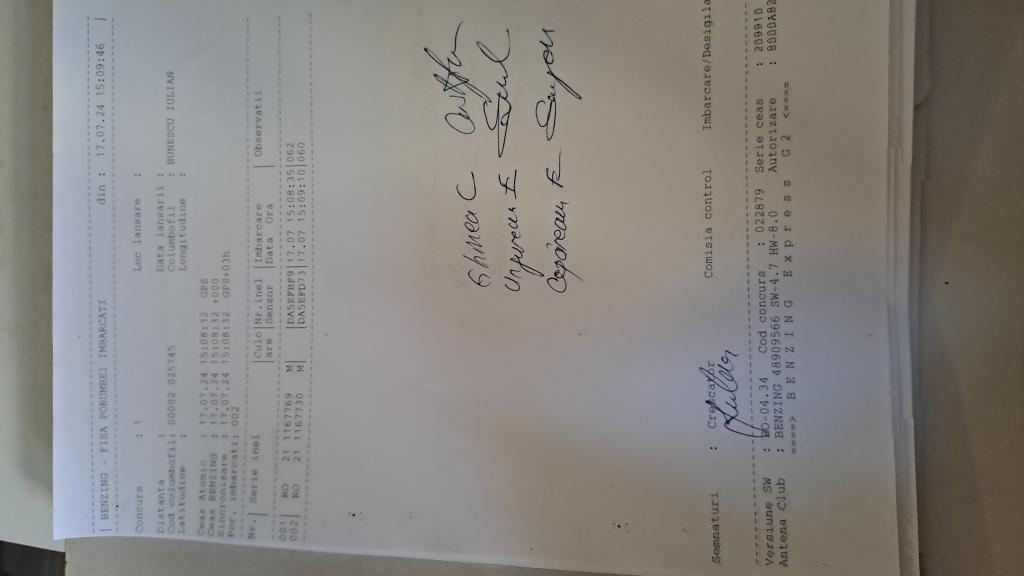 | BENZING - FISA PORUMBEI IMBARCATI din : 17.07.24 15:09:46 |
Concurs : 1 Loc lansare :
Distanta : Data lansarii :
Cod columbofil: 00002 025745 Columbofil : BUNESCU IULIAN
Latitudine : Longitudine :
Ceas Atomic : 17.07.24 15:08:32 GPS
Ceas BENZING : 17.07.24 15:08:32 +000
Sincronizare : 17.07.24 15:08:32 GPS+03h
Por. imbarcati: 002
Nr.| Serie inel |Culo|Nr.inel |Imbarcare | Observatii
|are |Senzor |Data Ora |
001| RO 21 1167769 M| |DA5EFBF9|17.07 15:08:35|062
002| RO 21 1167730 M| |DA5EFD73|17.07 15:09:10|060
Ghinea C
Ungurean E
Semnaturi : Crescator Comisia control Imbarcare/Desigila
Versiune SW : RO-04.34 Cod concurs : 022879 Serie ceas : 209910
Antena Club : BENZING 48909566 SW-4.7 HW-8.0 Autorizare : 8000A82
====> B E N Z I N G E x p r e s s G 2 <====